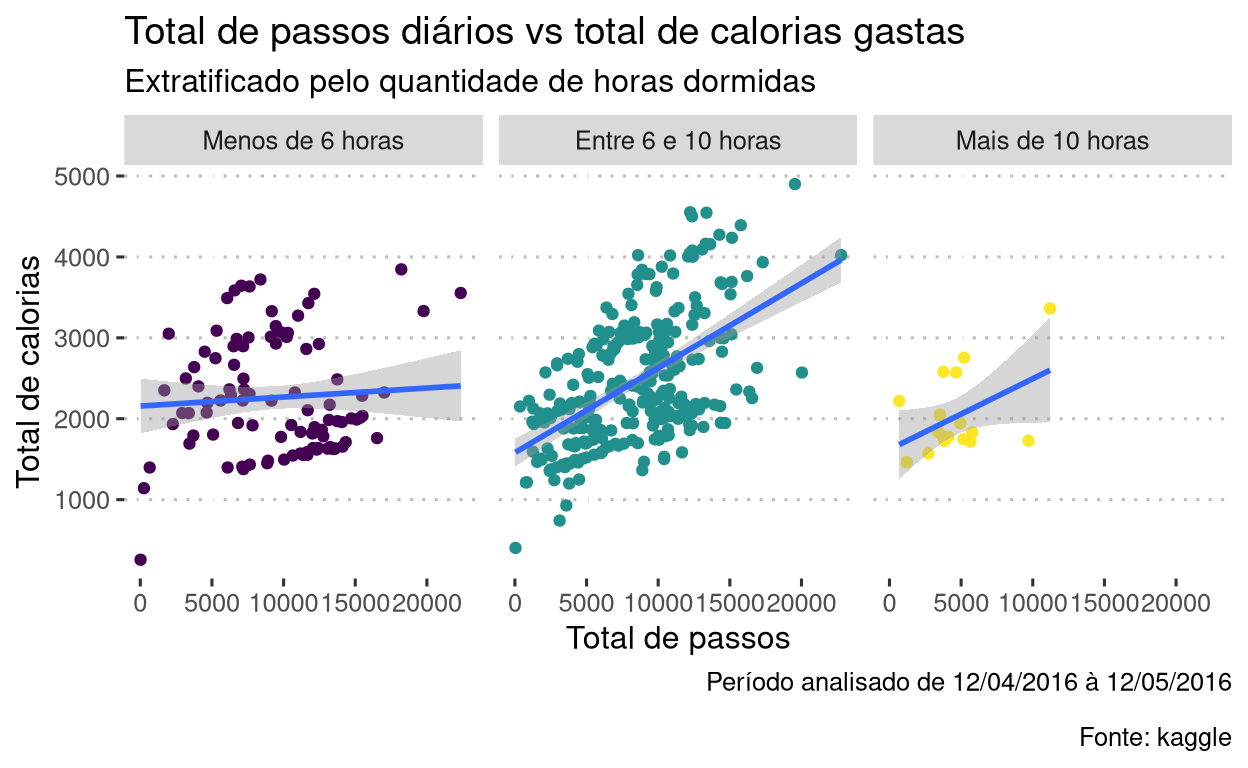 Total de passos diários vs total de calorias gastas
Extratificado pelo quantidade de horas dormidas
Menos de 6 horas
Entre 6 e 10 horas
Mais de 10 horas
Total de calorias
5000
4000
3000
2000
1000
0 5000 10000 15000 20000
0 5000 10000 15000 20000
0 5000 10000 15000 20000
Total de passos
Período analisado de 12/04/2016 à 12/05/2016
Fonte: kaggle